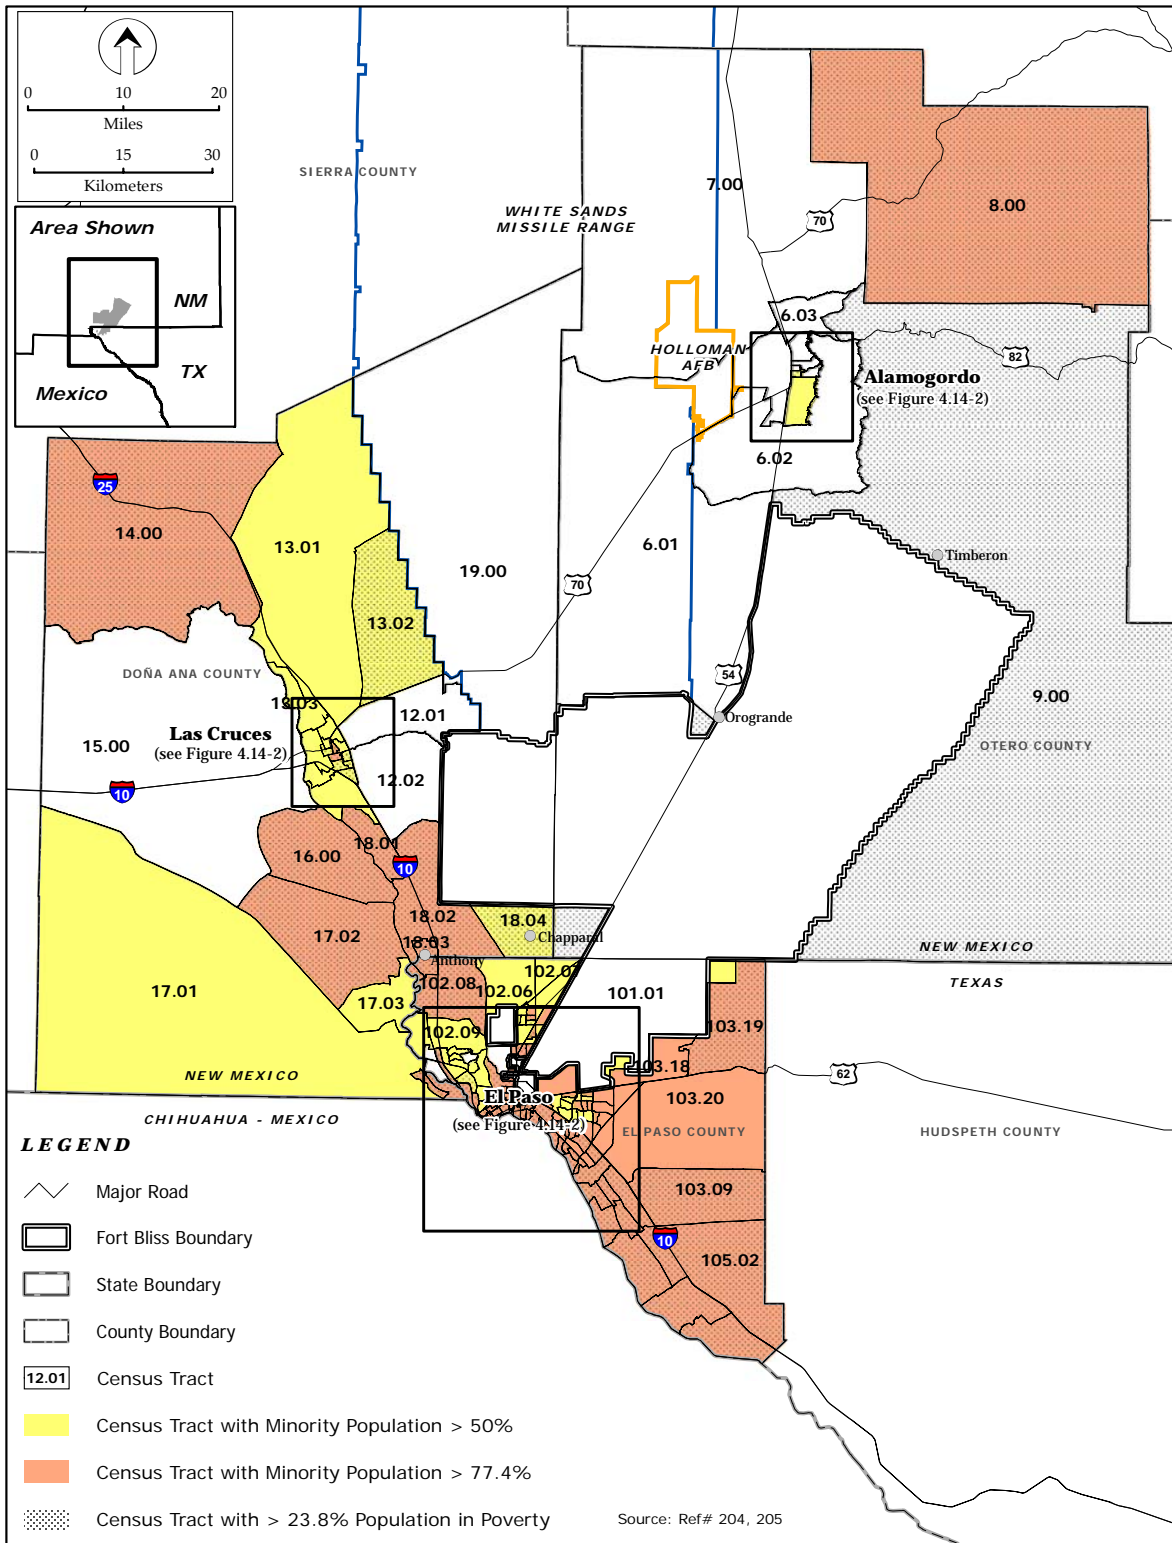 0 10 20
Miles
0 15 30
Kilometers
Area Shown
NM
TX
Mexico
SIERRA COUNTY
WHITE SANDS
MISSILE RANGE
7.00
70
8.00
6.03
HOLLOMAN
AFB
82
Alamogordo
(see Figure 4.14-2)
6.02
25
14.00
13.01
19.00
6.01
70
Timberon
13.02
DOÑA ANA COUNTY
54
9.00
13.03
12.01
Orogrande
Las Cruces
(see Figure 4.14-2)
15.00
OTERO COUNTY
12.02
10
18.01
16.00
10
18.02
18.04
17.02
18.03
Chapparal
Anthony
NEW MEXICO
102.07
102.08
102.06
TEXAS
17.01
17.03
101.01
102.09
103.19
103.18
NEW MEXICO
62
El Paso
103.20
CHIHUAHUA - MEXICO
(see Figure 4.14-2)
EL PASO COUNTY
HUDSPETH COUNTY
103.09
10
105.02
LEGEND
Major Road
Fort Bliss Boundary
State Boundary
County Boundary
12.01 Census Tract
Census Tract with Minority Population > 50%
Census Tract with Minority Population > 77.4%
Census Tract with > 23.8% Population in Poverty
Source: Ref# 204, 205